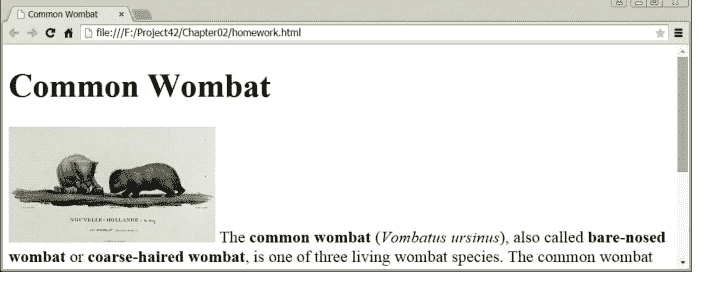 Common Wombat
file:///F:/Project42/Chapter02/homework.html
Common Wombat
NOUVELLE-HOLLANDE
The common wombat (Vombatus ursinus), also called bare-nosed
wombat or coarse-haired wombat, is one of three living wombat species. The common wombat